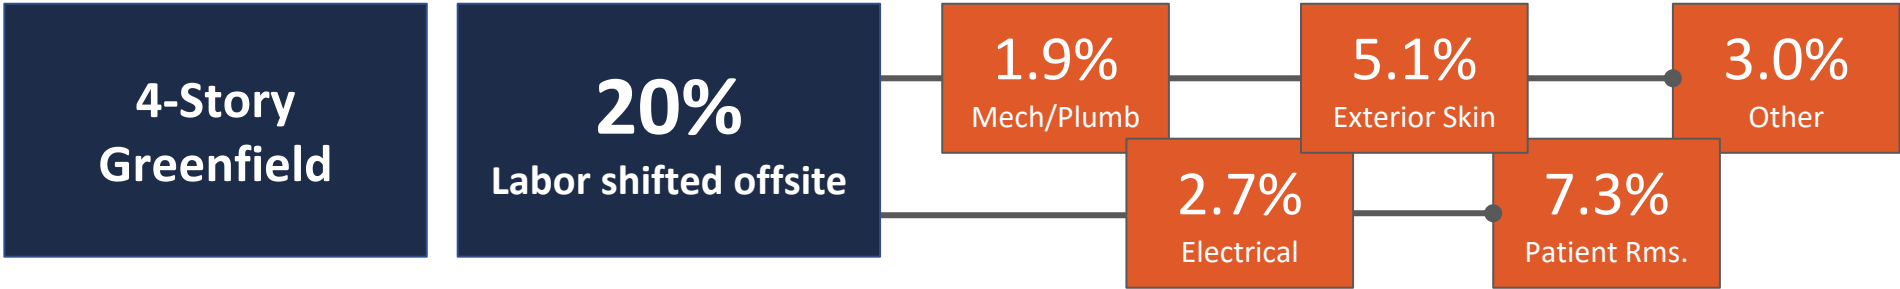 4-Story
Greenfield
20%
Labor shifted offsite
1.9%
Mech/Plumb
2.7%
Electrical
5.1%
Exterior Skin
7.3%
Patient Rms.
3.0%
Other